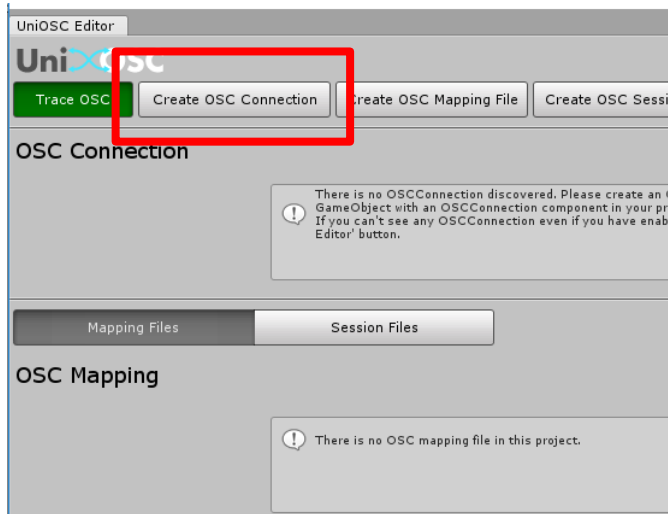 UniOSC Editor
UniOSC
Trace OSC Create OSC Connection Create OSC Mapping File Create OSC Sessi
OSC Connection
There is no OSCConnection discovered. Please create an
GameObject with an OSCConnection component in your pr
If you can't see any OSCConnection even if you have enab
Editor' button.
Mapping Files Session Files
OSC Mapping
There is no OSC mapping file in this project.